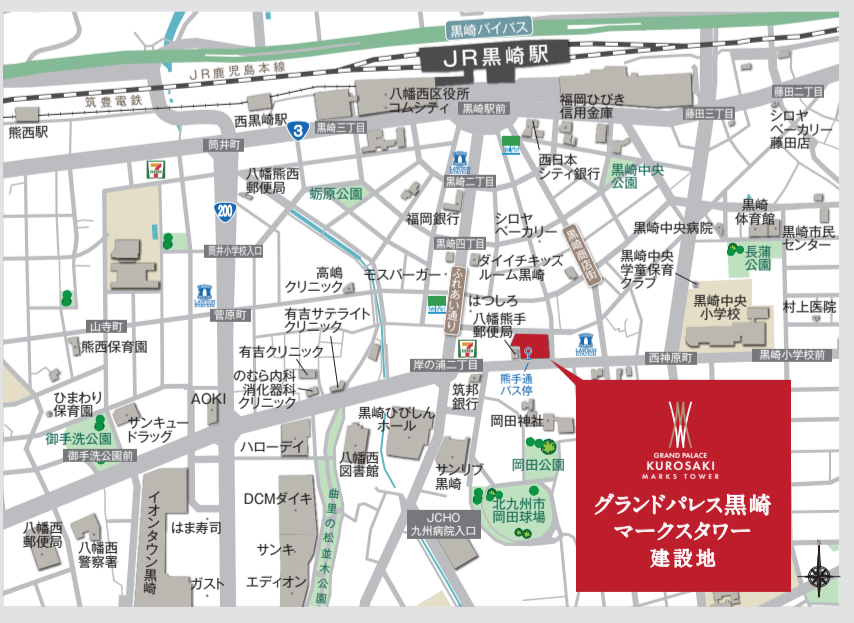 黒崎バイパス
JR黒崎駅
JR鹿児島本線
筑豊電鉄
熊西駅
西黒崎駅
八幡西区役所
コムシティ
黒崎駅前
福岡ひびき
信用金庫
藤田二丁目
藤田三丁目
シロヤ
ベーカリー
藤田店
3
黒崎三丁目
筒井町
八幡熊西
郵便局
蛎原公園
黒崎二丁目
西日本
シティ銀行
黒崎中央
公園
200
筒井小学校入口
福岡銀行
シロヤ
ベーカリー
黒崎四丁目
黒崎商店街
黒崎中央病院
黒崎
体育館
黒崎市民
センター
長蒲
公園
高嶋
クリニック
モスバーガー
ダイイチキッズ
ルーム黒崎
ふれあい通り
黒崎中央
学童保育
クラブ
黒崎中央
小学校
村上医院
はつしろ
八幡熊手
郵便局
菅原町
山寺町
熊西保育園
有吉サテライト
クリニック
有吉クリニック
のむら内科
消化器科
クリニック
岸の浦二丁目
熊手通
バス停
西神原町
黒崎小学校前
ひまわり
保育園
御手洗公園
御手洗公園前
サンキュー
ドラッグ
AOKI
ハローデイ
黒崎ひびしん
ホール
筑邦
銀行
岡田神社
岡田公園
八幡西
図書館
サンリブ
黒崎
北九州市
岡田球場
JCHO
九州病院入口
曲里の松並木公園
DCMダイキ
サンキ
エディオン
イオンタウン黒崎
はま寿司
ガスト
八幡西
郵便局
八幡西
警察署
GRAND PALACE
KUROSAKI
MARKS TOWER
グランドパレス黒崎
マークスタワー
建設地
N